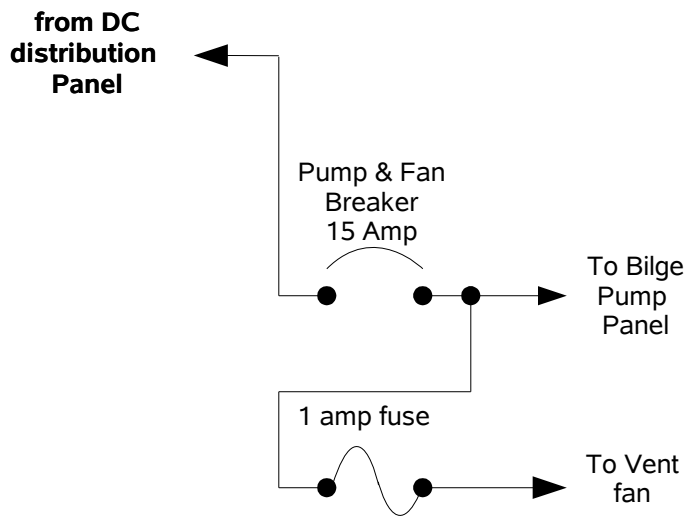 from DC
distribution
Panel
Pump & Fan
Breaker
15 Amp
To Bilge
Pump
Panel
1 amp fuse
To Vent
fan